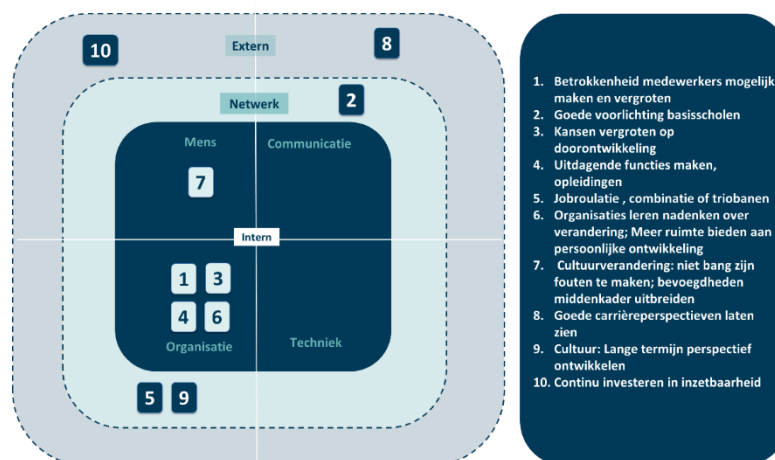 10
Extern
8
Netwerk
2
Mens
Communicatie
7
Intern
1
3
4
6
Organisatie
Techniek
5
9
1. Betrokkenheid medewerkers mogelijk
maken en vergroten
2. Goede voorlichting basisscholen
3. Kansen vergroten op
doorontwikkeling
4. Uitdagende functies maken,
opleidingen
5. Jobroulatie , combinatie of triobanen
6. Organisaties leren nadenken over
verandering; Meer ruimte bieden aan
persoonlijke ontwikkeling
7. Cultuurverandering: niet bang zijn
fouten te maken; bevoegdheden
middenkader uitbreiden
8. Goede carrièreperspectieven laten
zien
9. Cultuur: Lange termijn perspectief
ontwikkelen
10. Continu investeren in inzetbaarheid